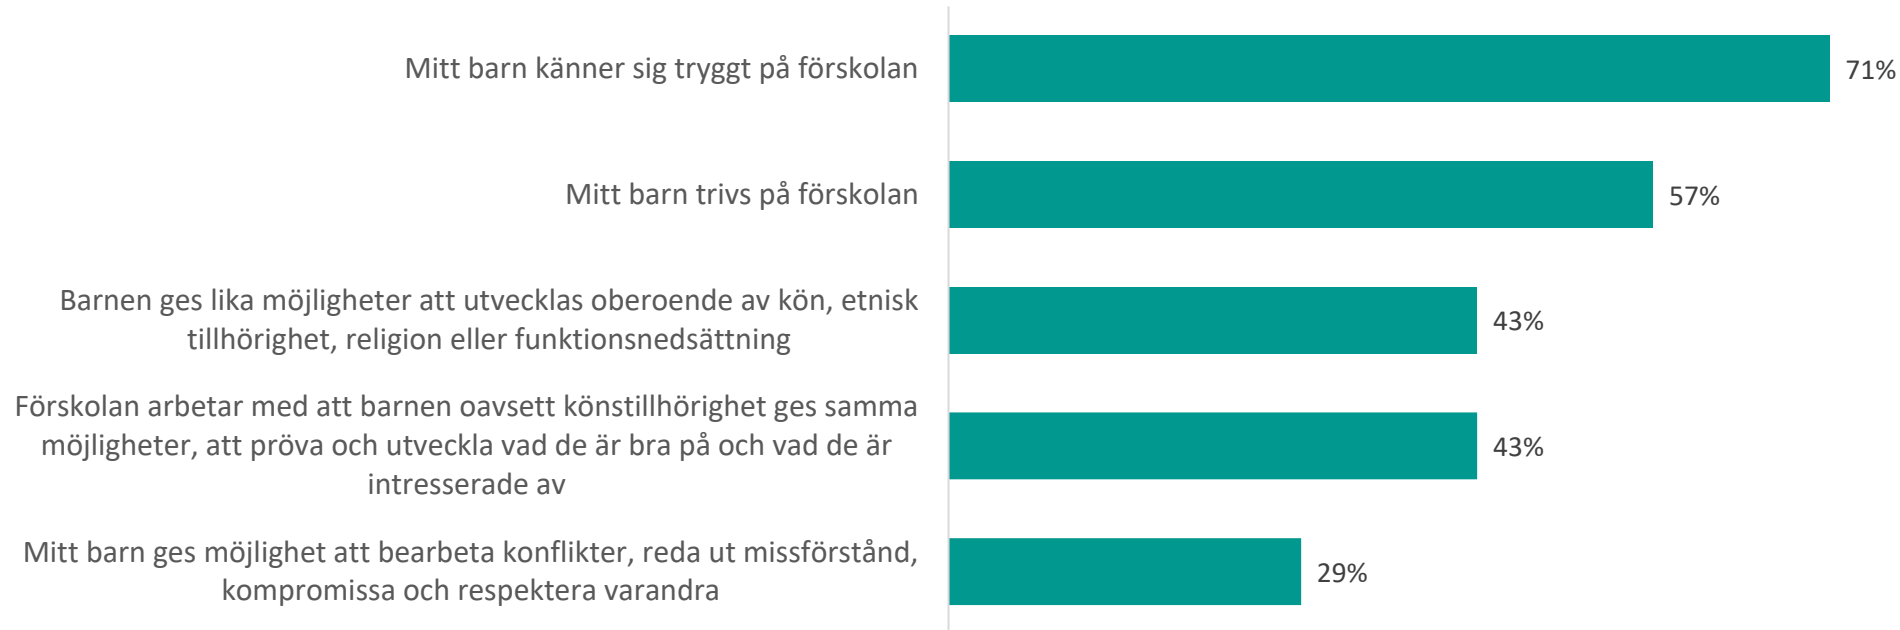 Mitt barn känner sig tryggt på förskolan
71%
Mitt barn trivs på förskolan
57%
Barnen ges lika möjligheter att utvecklas oberoende av kön, etnisk
tillhörighet, religion eller funktionsnedsättning
43%
Förskolan arbetar med att barnen oavsett könstillhörighet ges samma
möjligheter, att pröva och utveckla vad de är bra på och vad de är
intresserade av
43%
Mitt barn ges möjlighet att bearbeta konflikter, reda ut missförstånd,
kompromissa och respektera varandra
29%